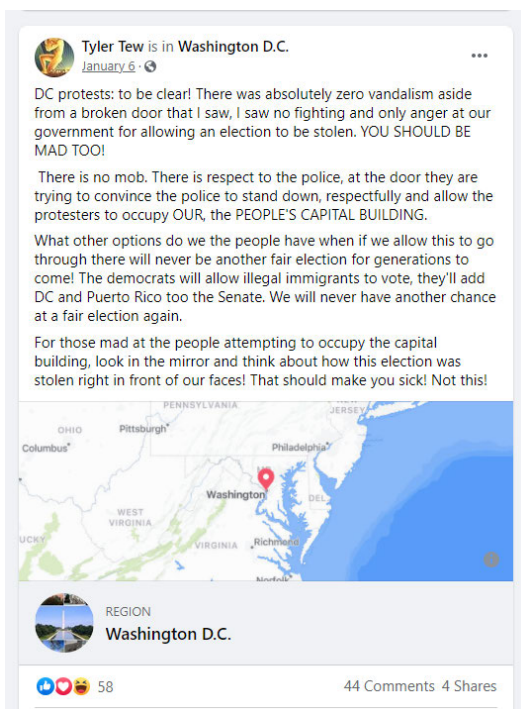 Tyler Tew is in Washington D.C.
January 6 ·
DC protests: to be clear! There was absolutely zero vandalism aside
from a broken door that I saw, I saw no fighting and only anger at our
government for allowing an election to be stolen. YOU SHOULD BE
MAD TOO!
There is no mob. There is respect to the police, at the door they are
trying to convince the police to stand down, respectfully and allow the
protesters to occupy OUR, the PEOPLE'S CAPITAL BUILDING.
What other options do we the people have when if we allow this to go
through there will never be another fair election for generations to
come! The democrats will allow illegal immigrants to vote, they'll add
DC and Puerto Rico too the Senate. We will never have another chance
at a fair election again.
For those mad at the people attempting to occupy the capital
building, look in the mirror and think about how this election was
stolen right in front of our faces! That should make you sick! Not this!
PENNSYLVANIA
JERSEY
OHIO
Pittsburgh
Columbus
Philadelphia
Washington
DEL
WEST
VIRGINIA
UCKY
VIRGINIA
Richmond
Norfolk
REGION
Washington D.C.
58
44 Comments 4 Shares